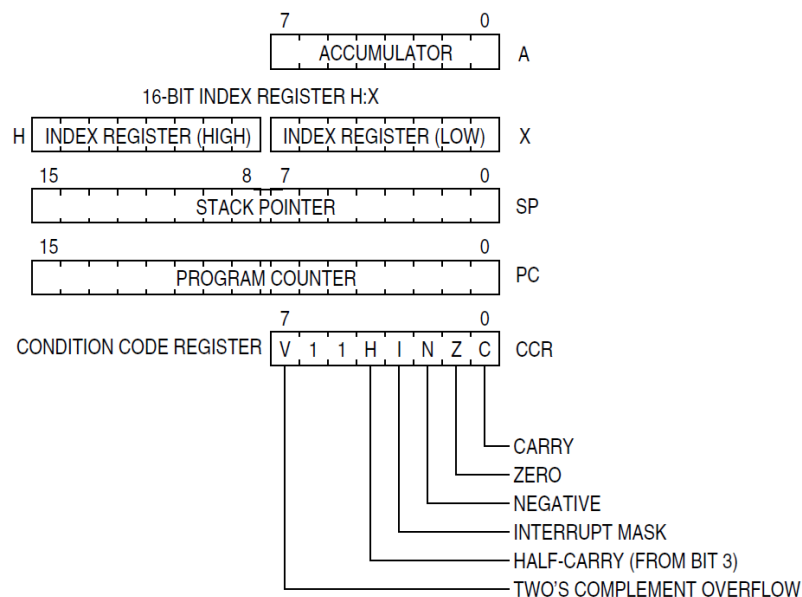 7 0
ACCUMULATOR A
16-BIT INDEX REGISTER H:X
H INDEX REGISTER (HIGH) INDEX REGISTER (LOW) X
15 8 7 0
STACK POINTER SP
15 0
PROGRAM COUNTER PC
7 0
CONDITION CODE REGISTER V 1 1 H I N Z C CCR
CARRY
ZERO
NEGATIVE
INTERRUPT MASK
HALF-CARRY (FROM BIT 3)
TWO'S COMPLEMENT OVERFLOW